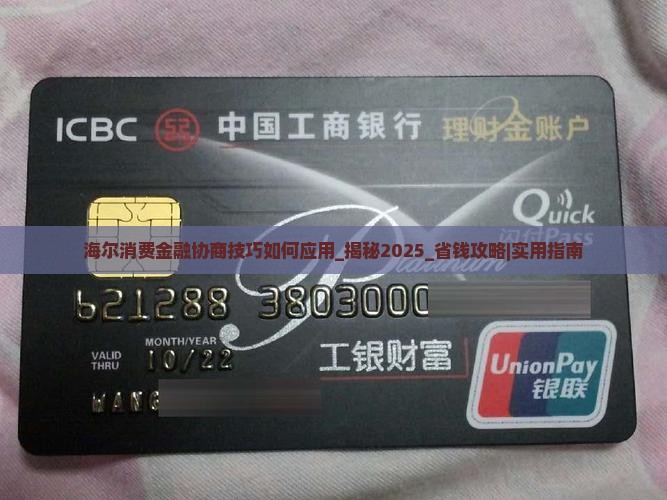 ICBC 中国工商银行 理财金账户
Quick
闪付Pass
海尔消费金融协商技巧如何应用_揭秘2025_省钱攻略|实用指南
Platinum
621288 3803000
MONTH/YEAR
VALID THRU 10/22
工银财富
UnionPay
银联
WANG